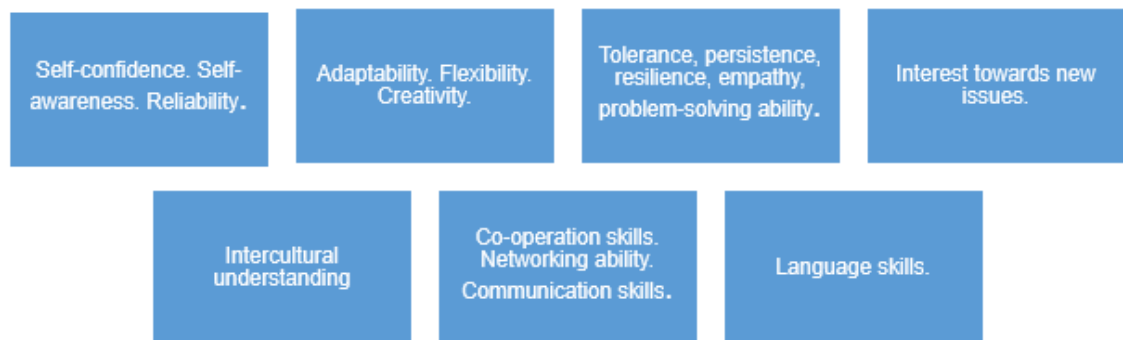 Self-confidence. Self-
awareness. Reliability.
Adaptability. Flexibility.
Creativity.
Tolerance, persistence,
resilience, empathy,
problem-solving ability.
Interest towards new
issues.
Intercultural
understanding
Co-operation skills.
Networking ability.
Communication skills.
Language skills.